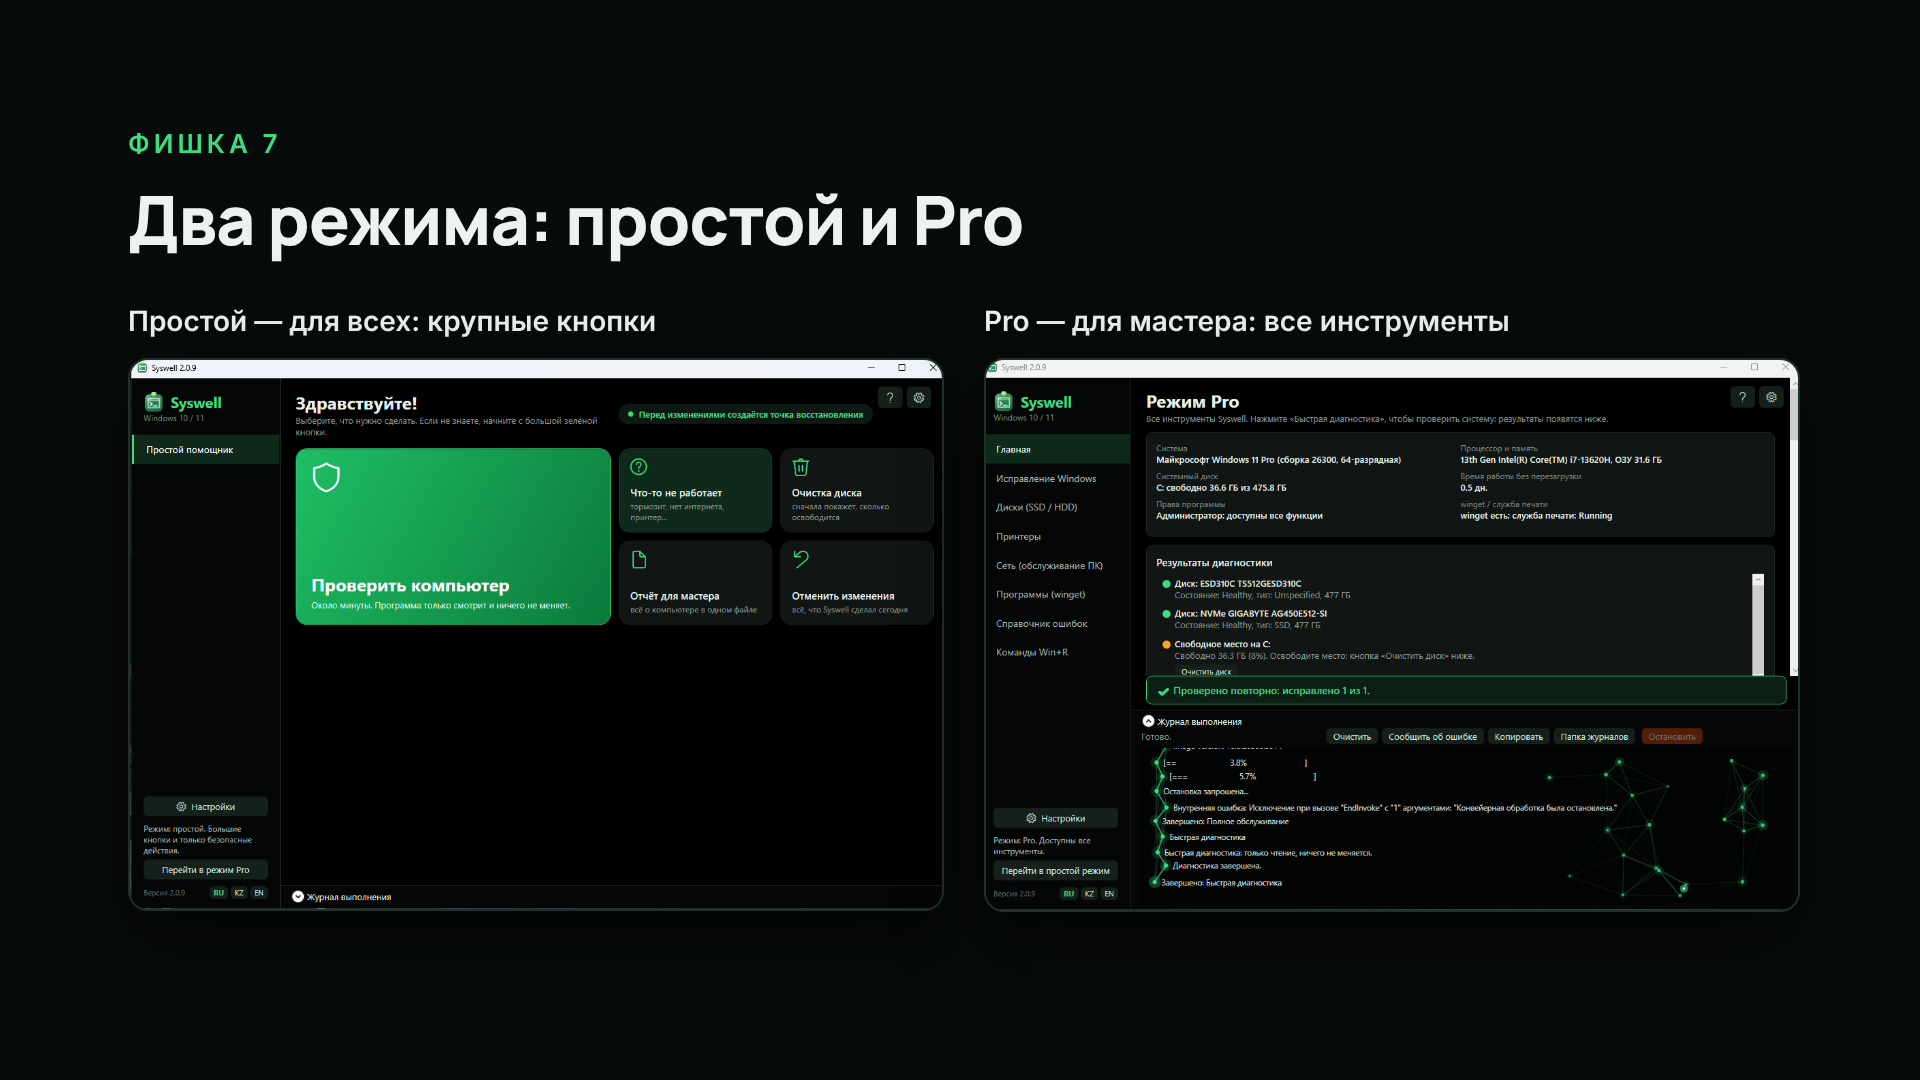 ФИШКА 7
Два режима: простой и Pro
Простой — для всех: крупные кнопки
Syswell 2.0.9
Syswell
Windows 10 / 11
Простой помощник
Здравствуйте!
Выберите, что нужно сделать. Если не знаете, начните с большой зелёной
кнопки.
Перед изменениями создаётся точка восстановления
?
Проверить компьютер
Около минуты. Программа только смотрит и ничего не меняет.
Что-то не работает
тормозит, нет интернета,
принтер...
Очистка диска
сначала покажет, сколько
освободится
Отчёт для мастера
всё о компьютере в одном файле
Отменить изменения
всё, что Syswell сделал сегодня
Настройки
Режим: простой. Большие
кнопки и только безопасные
действия.
Перейти в режим Pro
Версия 2.0.9
RU KZ EN
Журнал выполнения
Pro — для мастера: все инструменты
Syswell 2.0.9
Syswell
Windows 10 / 11
Главная
Исправление Windows
Диски (SSD / HDD)
Принтеры
Сеть (обслуживание ПК)
Программы (winget)
Справочник ошибок
Команды Win+R
Настройки
Режим: Pro. Доступны все
инструменты.
Перейти в простой режим
Версия 2.0.9
RU KZ EN
Режим Pro
Все инструменты Syswell. Нажмите «Быстрая диагностика», чтобы проверить систему: результаты появятся ниже.
?
Система
Майкрософт Windows 11 Pro (сборка 26300, 64-разрядная)
Процессор и память
13th Gen Intel(R) Core(TM) i7-13620H, ОЗУ 31.6 ГБ
Системный диск
C: свободно 36.6 ГБ из 475.8 ГБ
Время работы без перезагрузки
0.5 дн.
Права программы
Администратор: доступны все функции
winget / служба печати
winget есть; служба печати: Running
Результаты диагностики
Диск: ESD310C TS512GESD310C
Состояние: Healthy, тип: Unspecified, 477 ГБ
Диск: NVMe GIGABYTE AG450E512-SI
Состояние: Healthy, тип: SSD, 477 ГБ
Свободное место на C:
Свободно 36.3 ГБ (8%). Освободите место: кнопка «Очистить диск» ниже.
Очистить диск
Проверено повторно: исправлено 1 из 1.
Журнал выполнения
Готово.
Очистить
Сообщить об ошибке
Копировать
Папка журналов
Остановить
[== 3.8% ]
[=== 5.7% ]
Остановка запрошена...
Внутренняя ошибка: Исключение при вызове "EndInvoke" с "1" аргументами: "Конвейерная обработка была остановлена."
Завершено: Полное обслуживание
Быстрая диагностика
Быстрая диагностика: только чтение, ничего не меняется.
Диагностика завершена.
Завершено: Быстрая диагностика